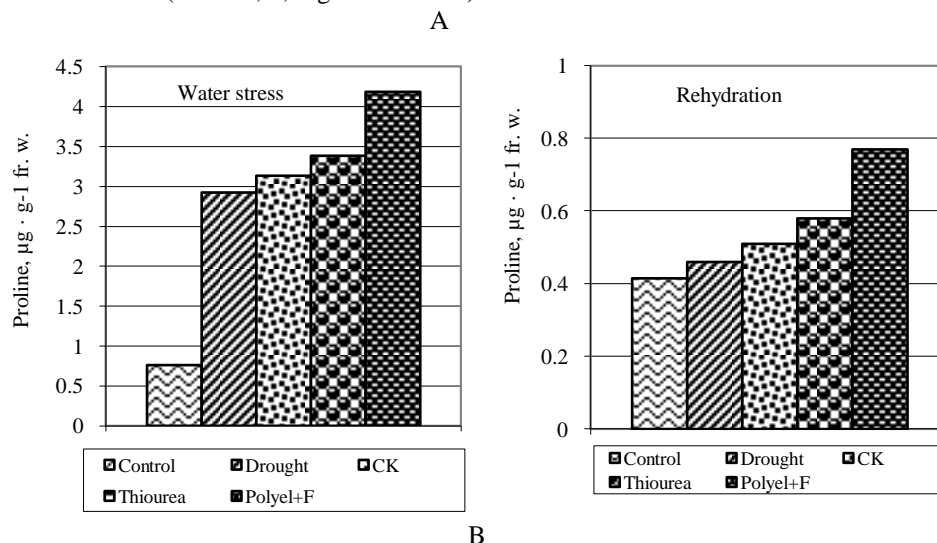 A
Water stress
4.5
4
3.5
3
2.5
2
1.5
1
0.5
0
Proline, µg · g-1 fr. w.
Control Drought CK
Thiourea Polyel+F
Rehydration
1
0.8
0.6
0.4
0.2
0
Proline, µg · g-1 fr. w.
Control Drought CK
Thiourea Polyel+F
B